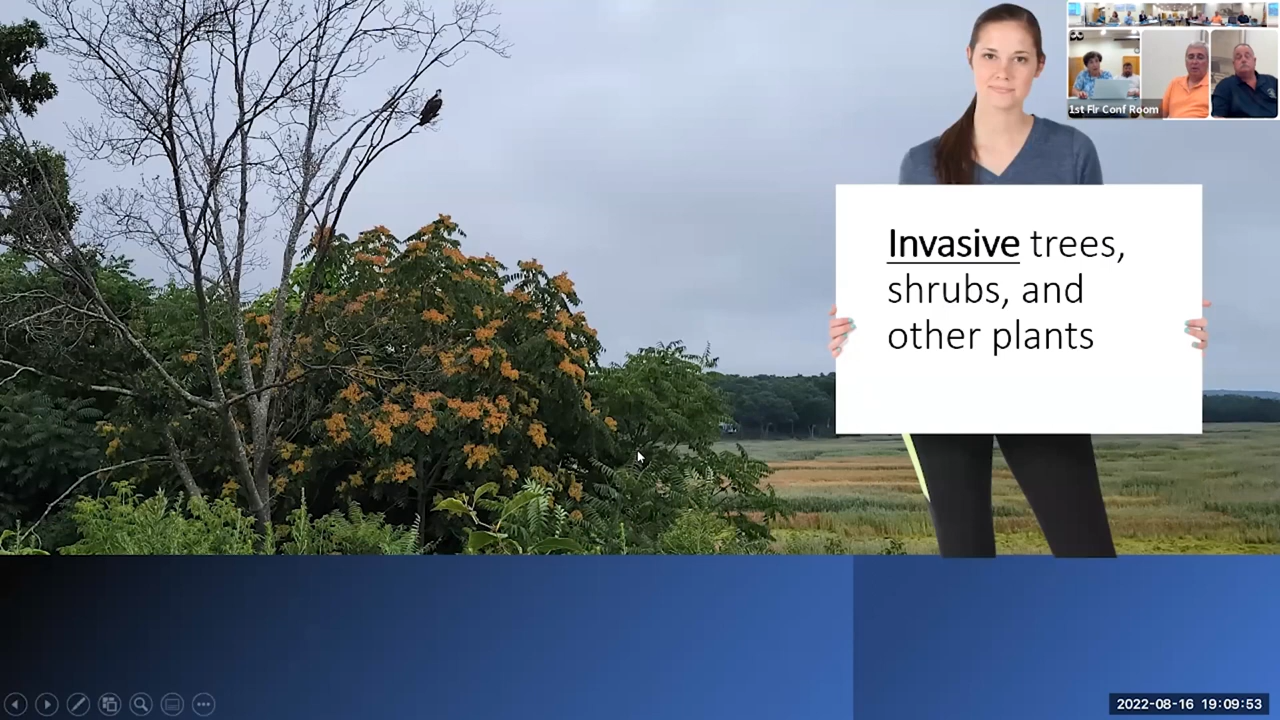 1st Flr Conf Room
Invasive trees,
shrubs, and
other plants
2022-08-16 19:09:53